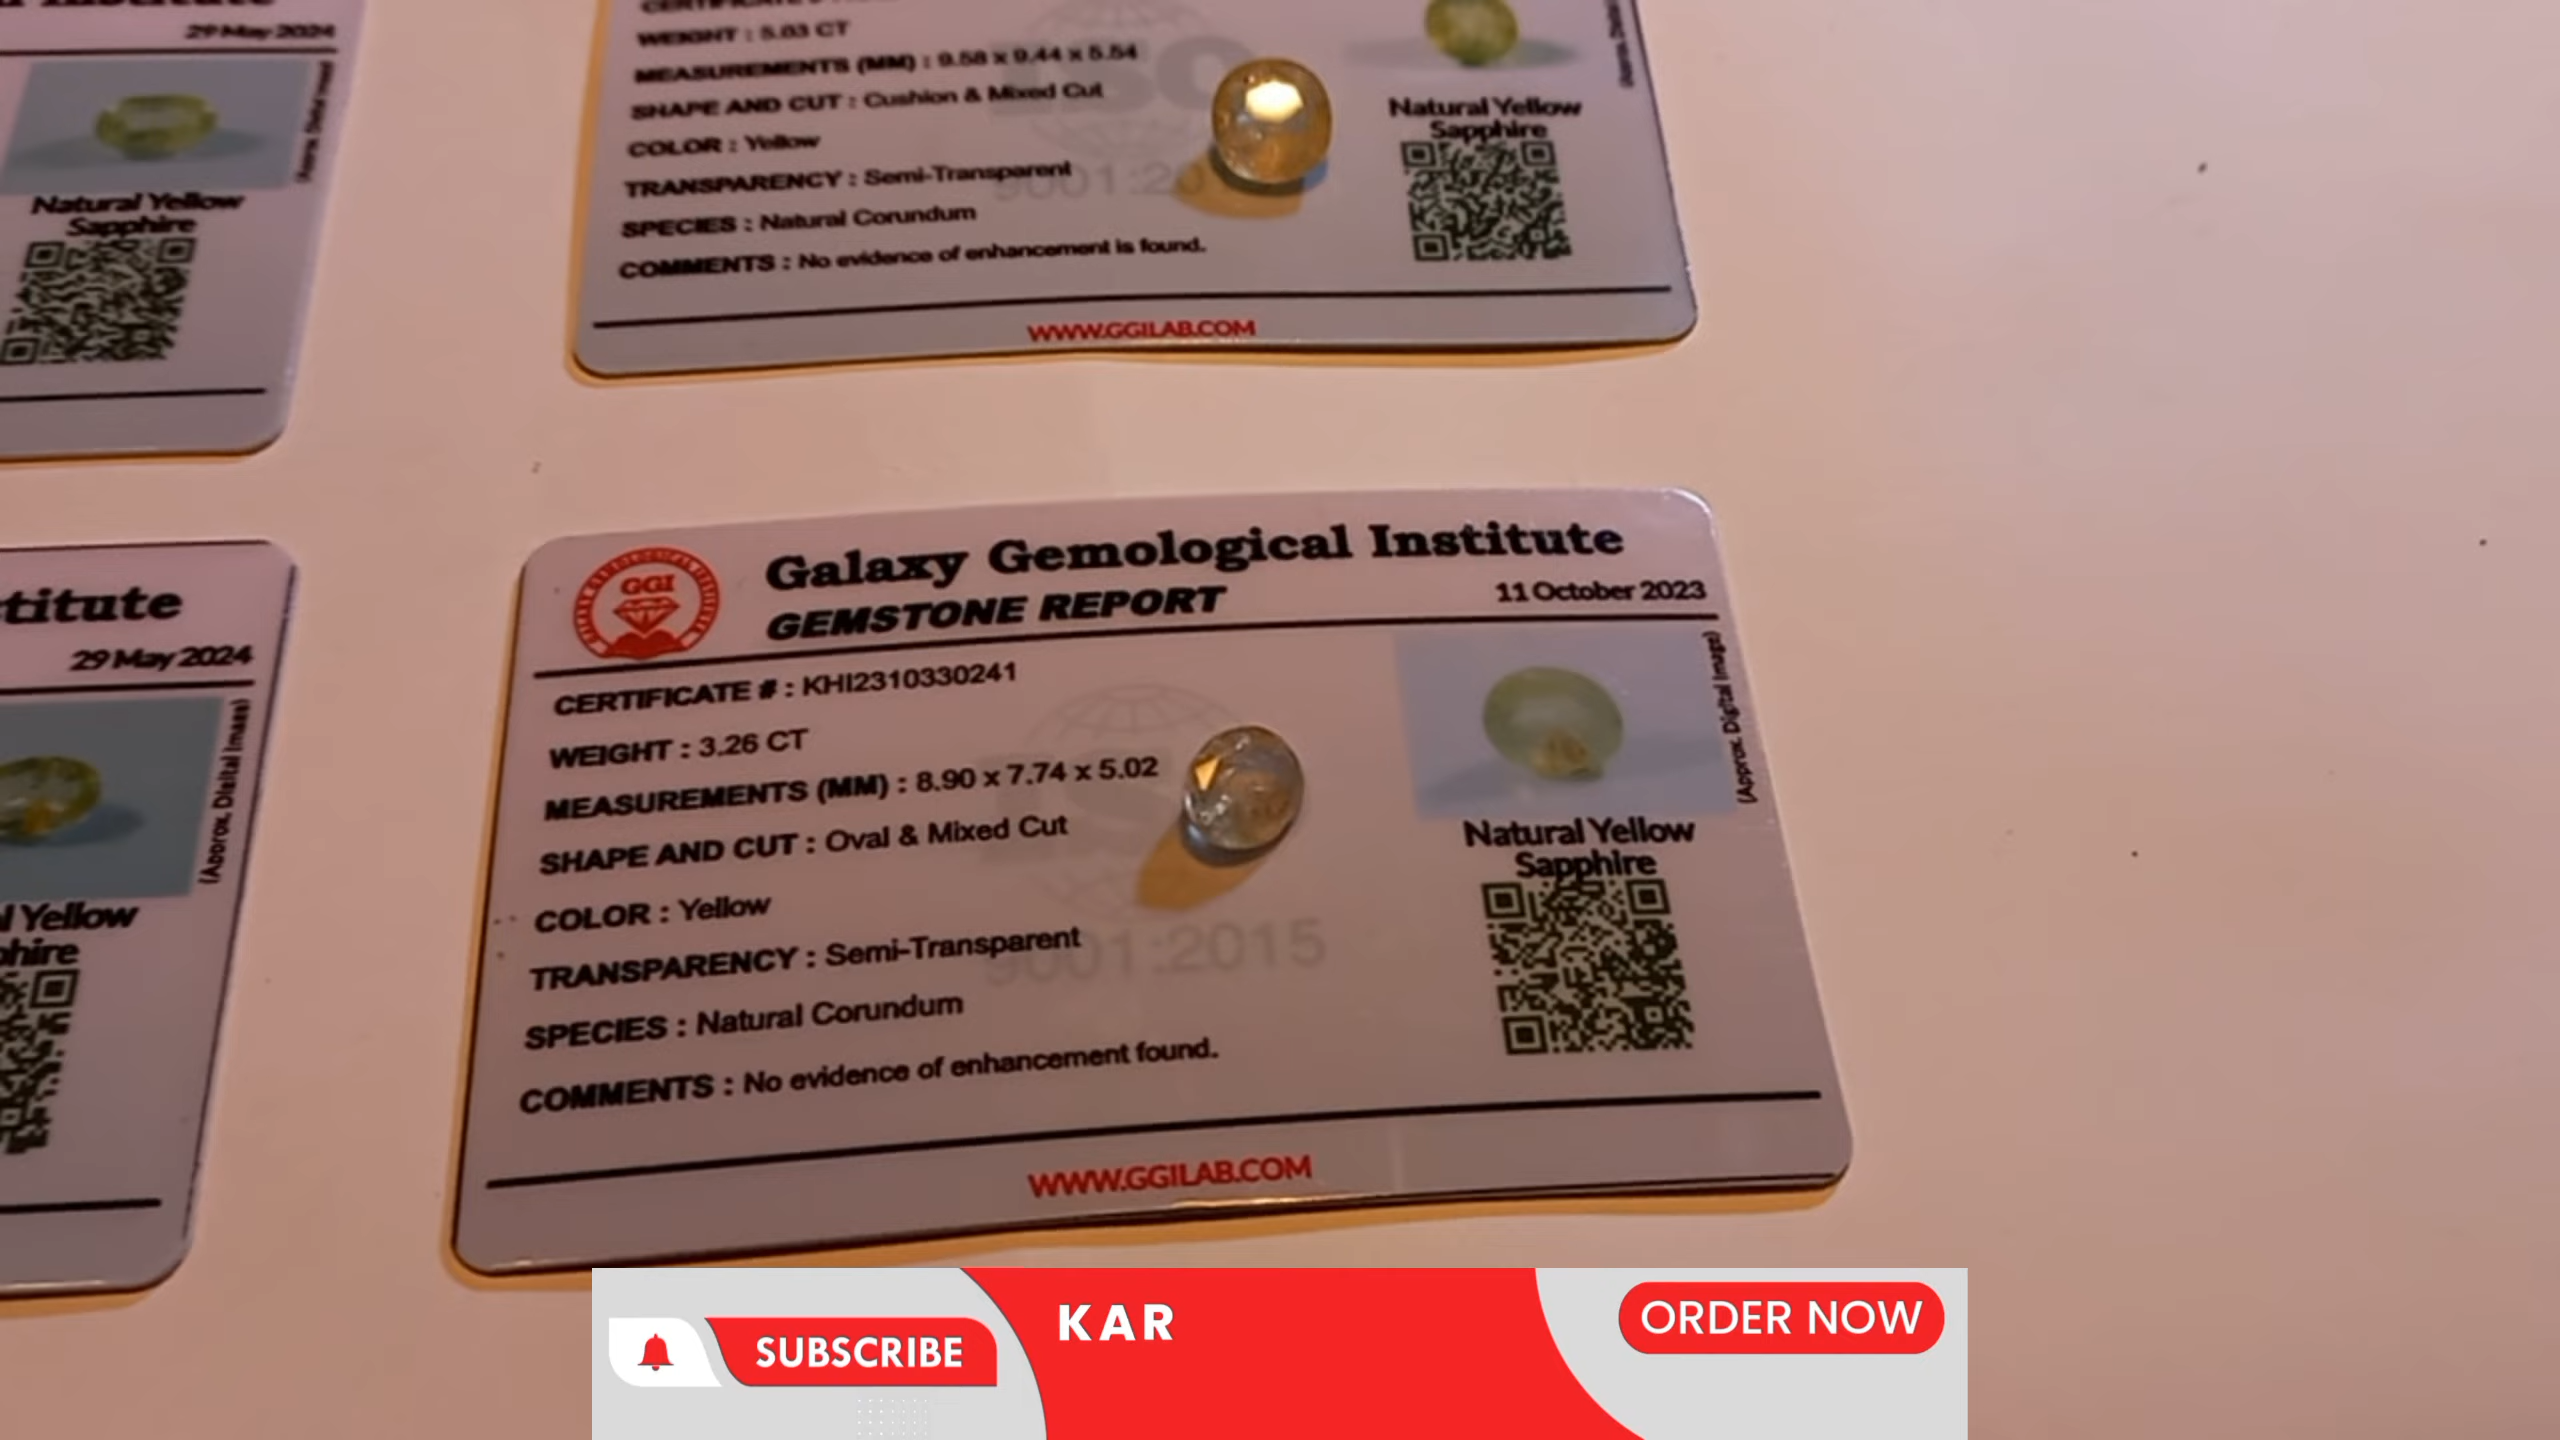 29 May 2024
Natural Yellow
Sapphire
WEIGHT : 5.03 CT
MEASUREMENTS (MM) : 9.58 x 9.44 x 5.54
SHAPE AND CUT : Cushion & Mixed Cut
COLOR : Yellow
TRANSPARENCY : Semi-Transparent
SPECIES : Natural Corundum
COMMENTS : No evidence of enhancement is found.
Natural Yellow
Sapphire
WWW.GGILAB.COM
titute
29 May 2024
(Approx. Digital Image)
l Yellow
phire
GGI
Galaxy Gemological Institute
GEMSTONE REPORT
11 October 2023
CERTIFICATE # : KHI2310330241
WEIGHT : 3.26 CT
MEASUREMENTS (MM) : 8.90 x 7.74 x 5.02
SHAPE AND CUT : Oval & Mixed Cut
COLOR : Yellow
TRANSPARENCY : Semi-Transparent
SPECIES : Natural Corundum
COMMENTS : No evidence of enhancement found.
9001:2015
(Approx. Digital Image)
Natural Yellow
Sapphire
WWW.GGILAB.COM
SUBSCRIBE
KAR
ORDER NOW